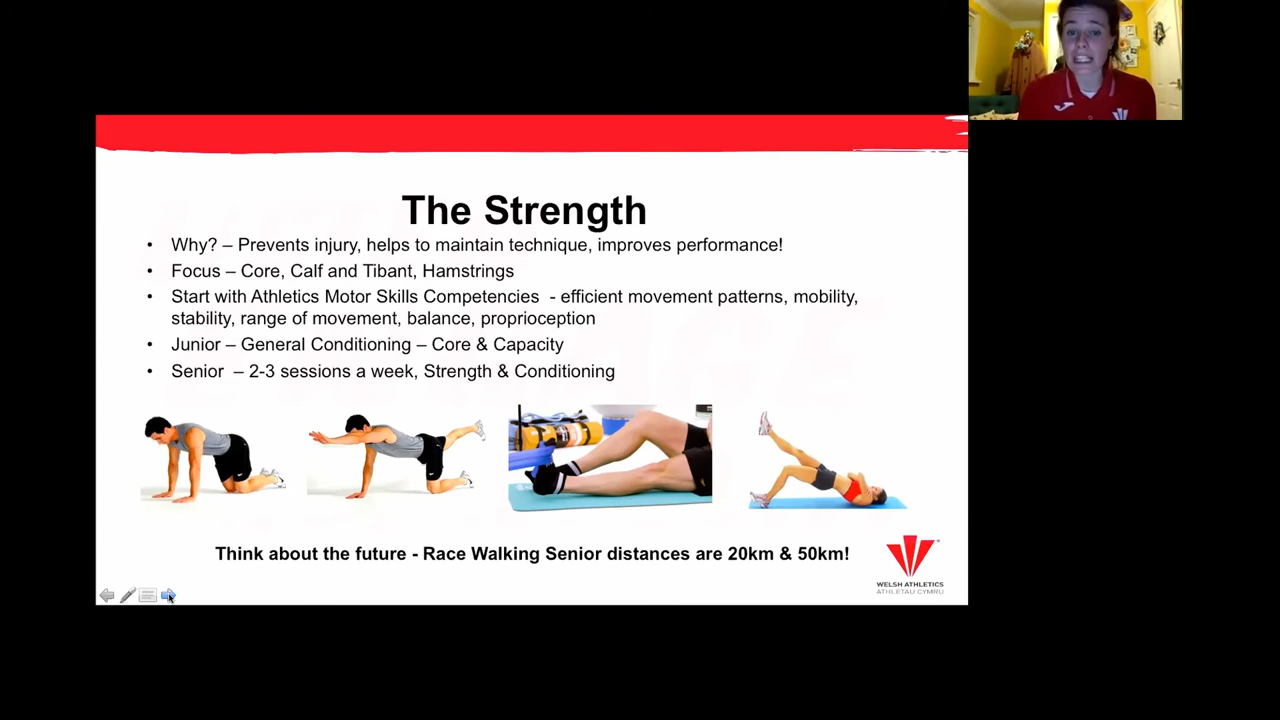 The Strength
• Why? – Prevents injury, helps to maintain technique, improves performance!
• Focus – Core, Calf and Tibant, Hamstrings
• Start with Athletics Motor Skills Competencies - efficient movement patterns, mobility,
stability, range of movement, balance, proprioception
• Junior – General Conditioning – Core & Capacity
• Senior – 2-3 sessions a week, Strength & Conditioning
Think about the future - Race Walking Senior distances are 20km & 50km!
WELSH ATHLETICS
ATHLETAU CYMRU